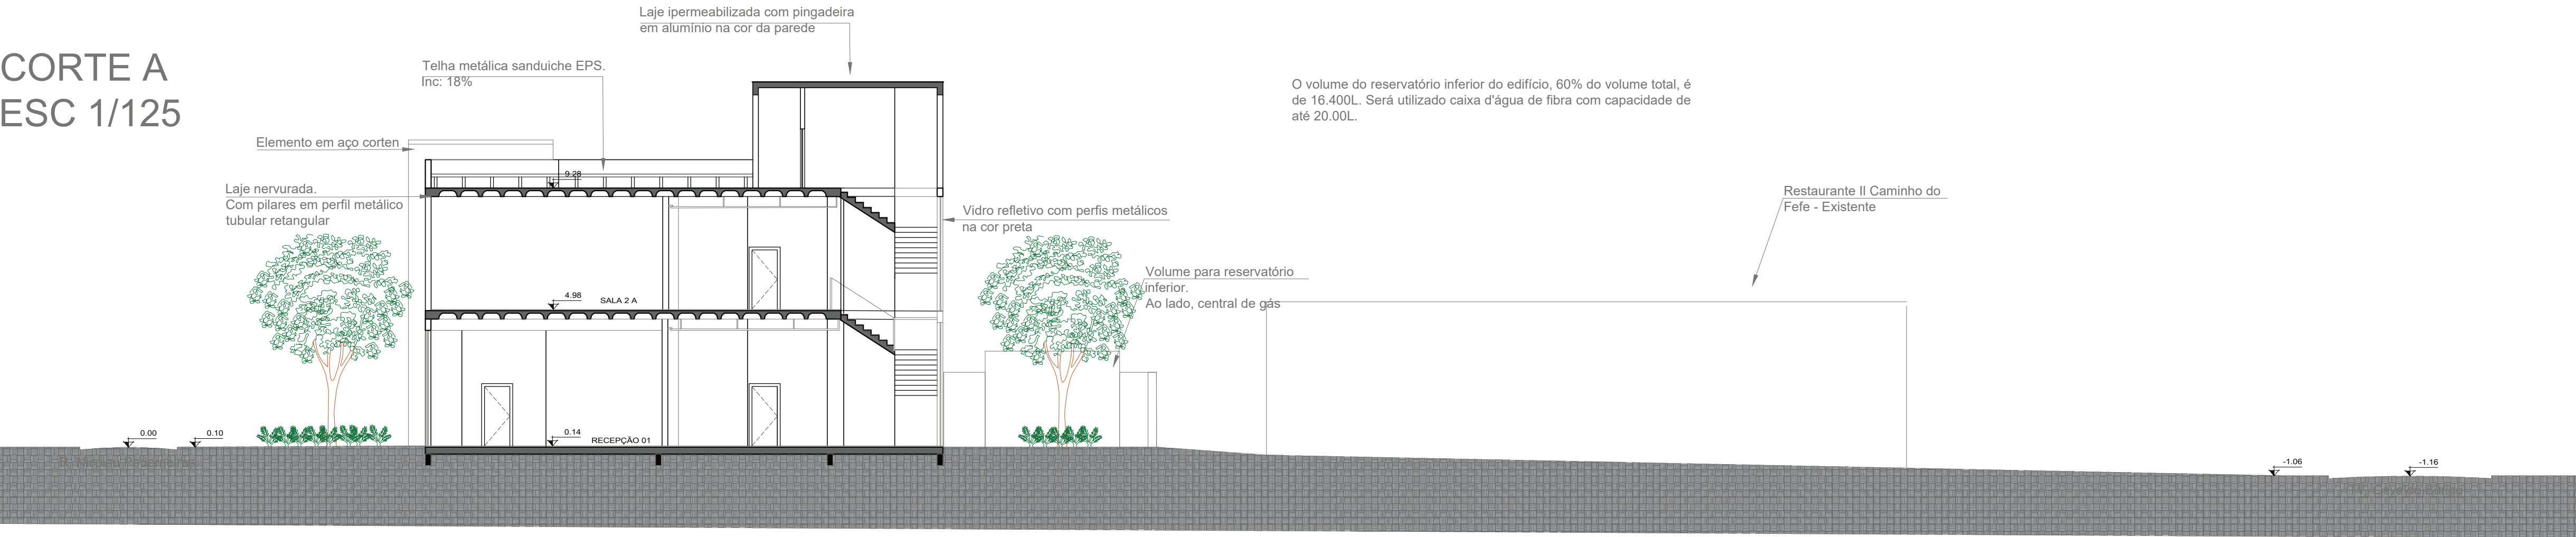 Laje ipermeabilizada com pingadeira
em alumínio na cor da parede
CORTE A
ESC 1/125
Telha metálica sanduiche EPS.
Inc: 18%
O volume do reservatório inferior do edifício, 60% do volume total, é
de 16.400L. Será utilizado caixa d'água de fibra com capacidade de
até 20.00L.
Elemento em aço corten
9.28
Laje nervurada.
Com pilares em perfil metálico
tubular retangular
Restaurante Il Caminho do
Fefe - Existente
Vidro refletivo com perfis metálicos
na cor preta
Volume para reservatório
inferior.
Ao lado, central de gás
4.98
SALA 2 A
0.00
0.10
0.14
RECEPÇÃO 01
-1.06
-1.16